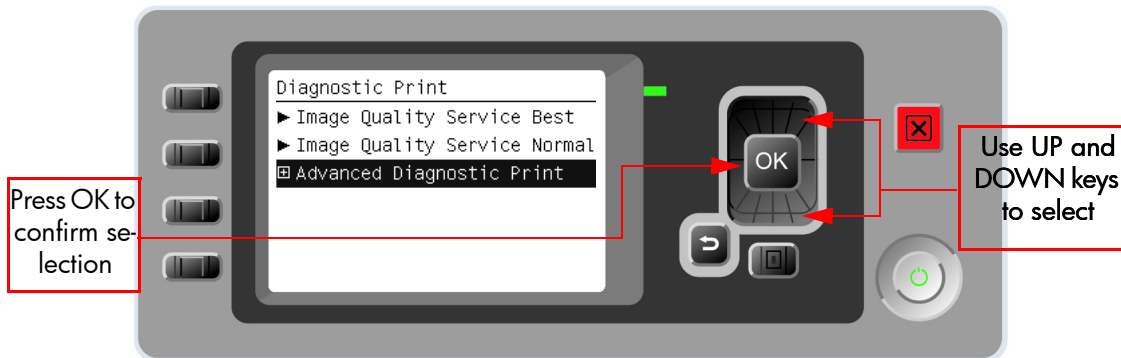 Diagnostic Print
Image Quality Service Best
Image Quality Service Normal
Advanced Diagnostic Print
OK
Press OK to
confirm se-
lection
Use UP and
DOWN keys
to select